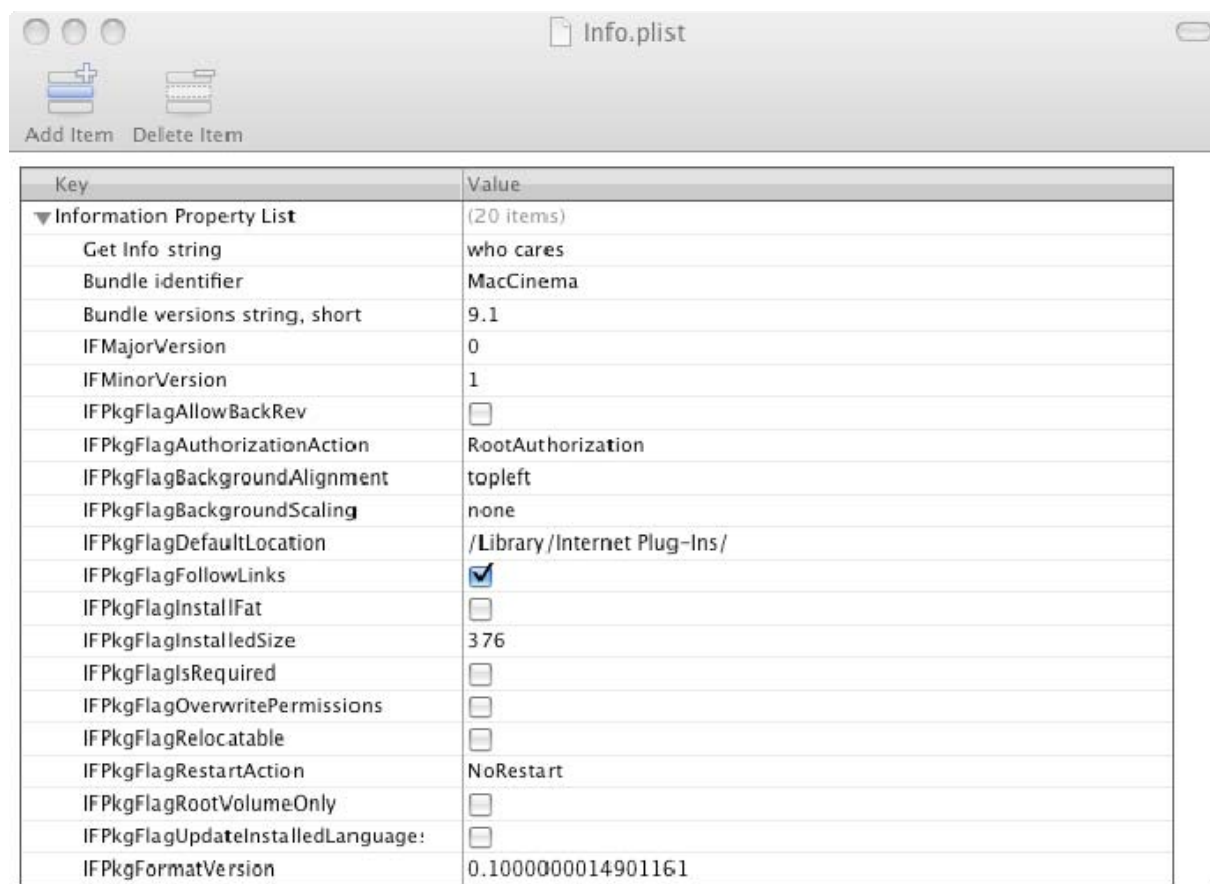 Info.plist
Add Item Delete Item
Key Value
Information Property List (20 items)
Get Info string who cares
Bundle identifier MacCinema
Bundle versions string, short 9.1
IFMajorVersion 0
IFMinorVersion 1
IFPkgFlagAllowBackRev
IFPkgFlagAuthorizationAction RootAuthorization
IFPkgFlagBackgroundAlignment topleft
IFPkgFlagBackgroundScaling none
IFPkgFlagDefaultLocation /Library/Internet Plug-Ins/
IFPkgFlagFollowLinks
IFPkgFlagInstallFat
IFPkgFlagInstalledSize 376
IFPkgFlagIsRequired
IFPkgFlagOverwritePermissions
IFPkgFlagRelocatable
IFPkgFlagRestartAction NoRestart
IFPkgFlagRootVolumeOnly
IFPkgFlagUpdateInstalledLanguage:
IFPkgFormatVersion 0.1000000014901161